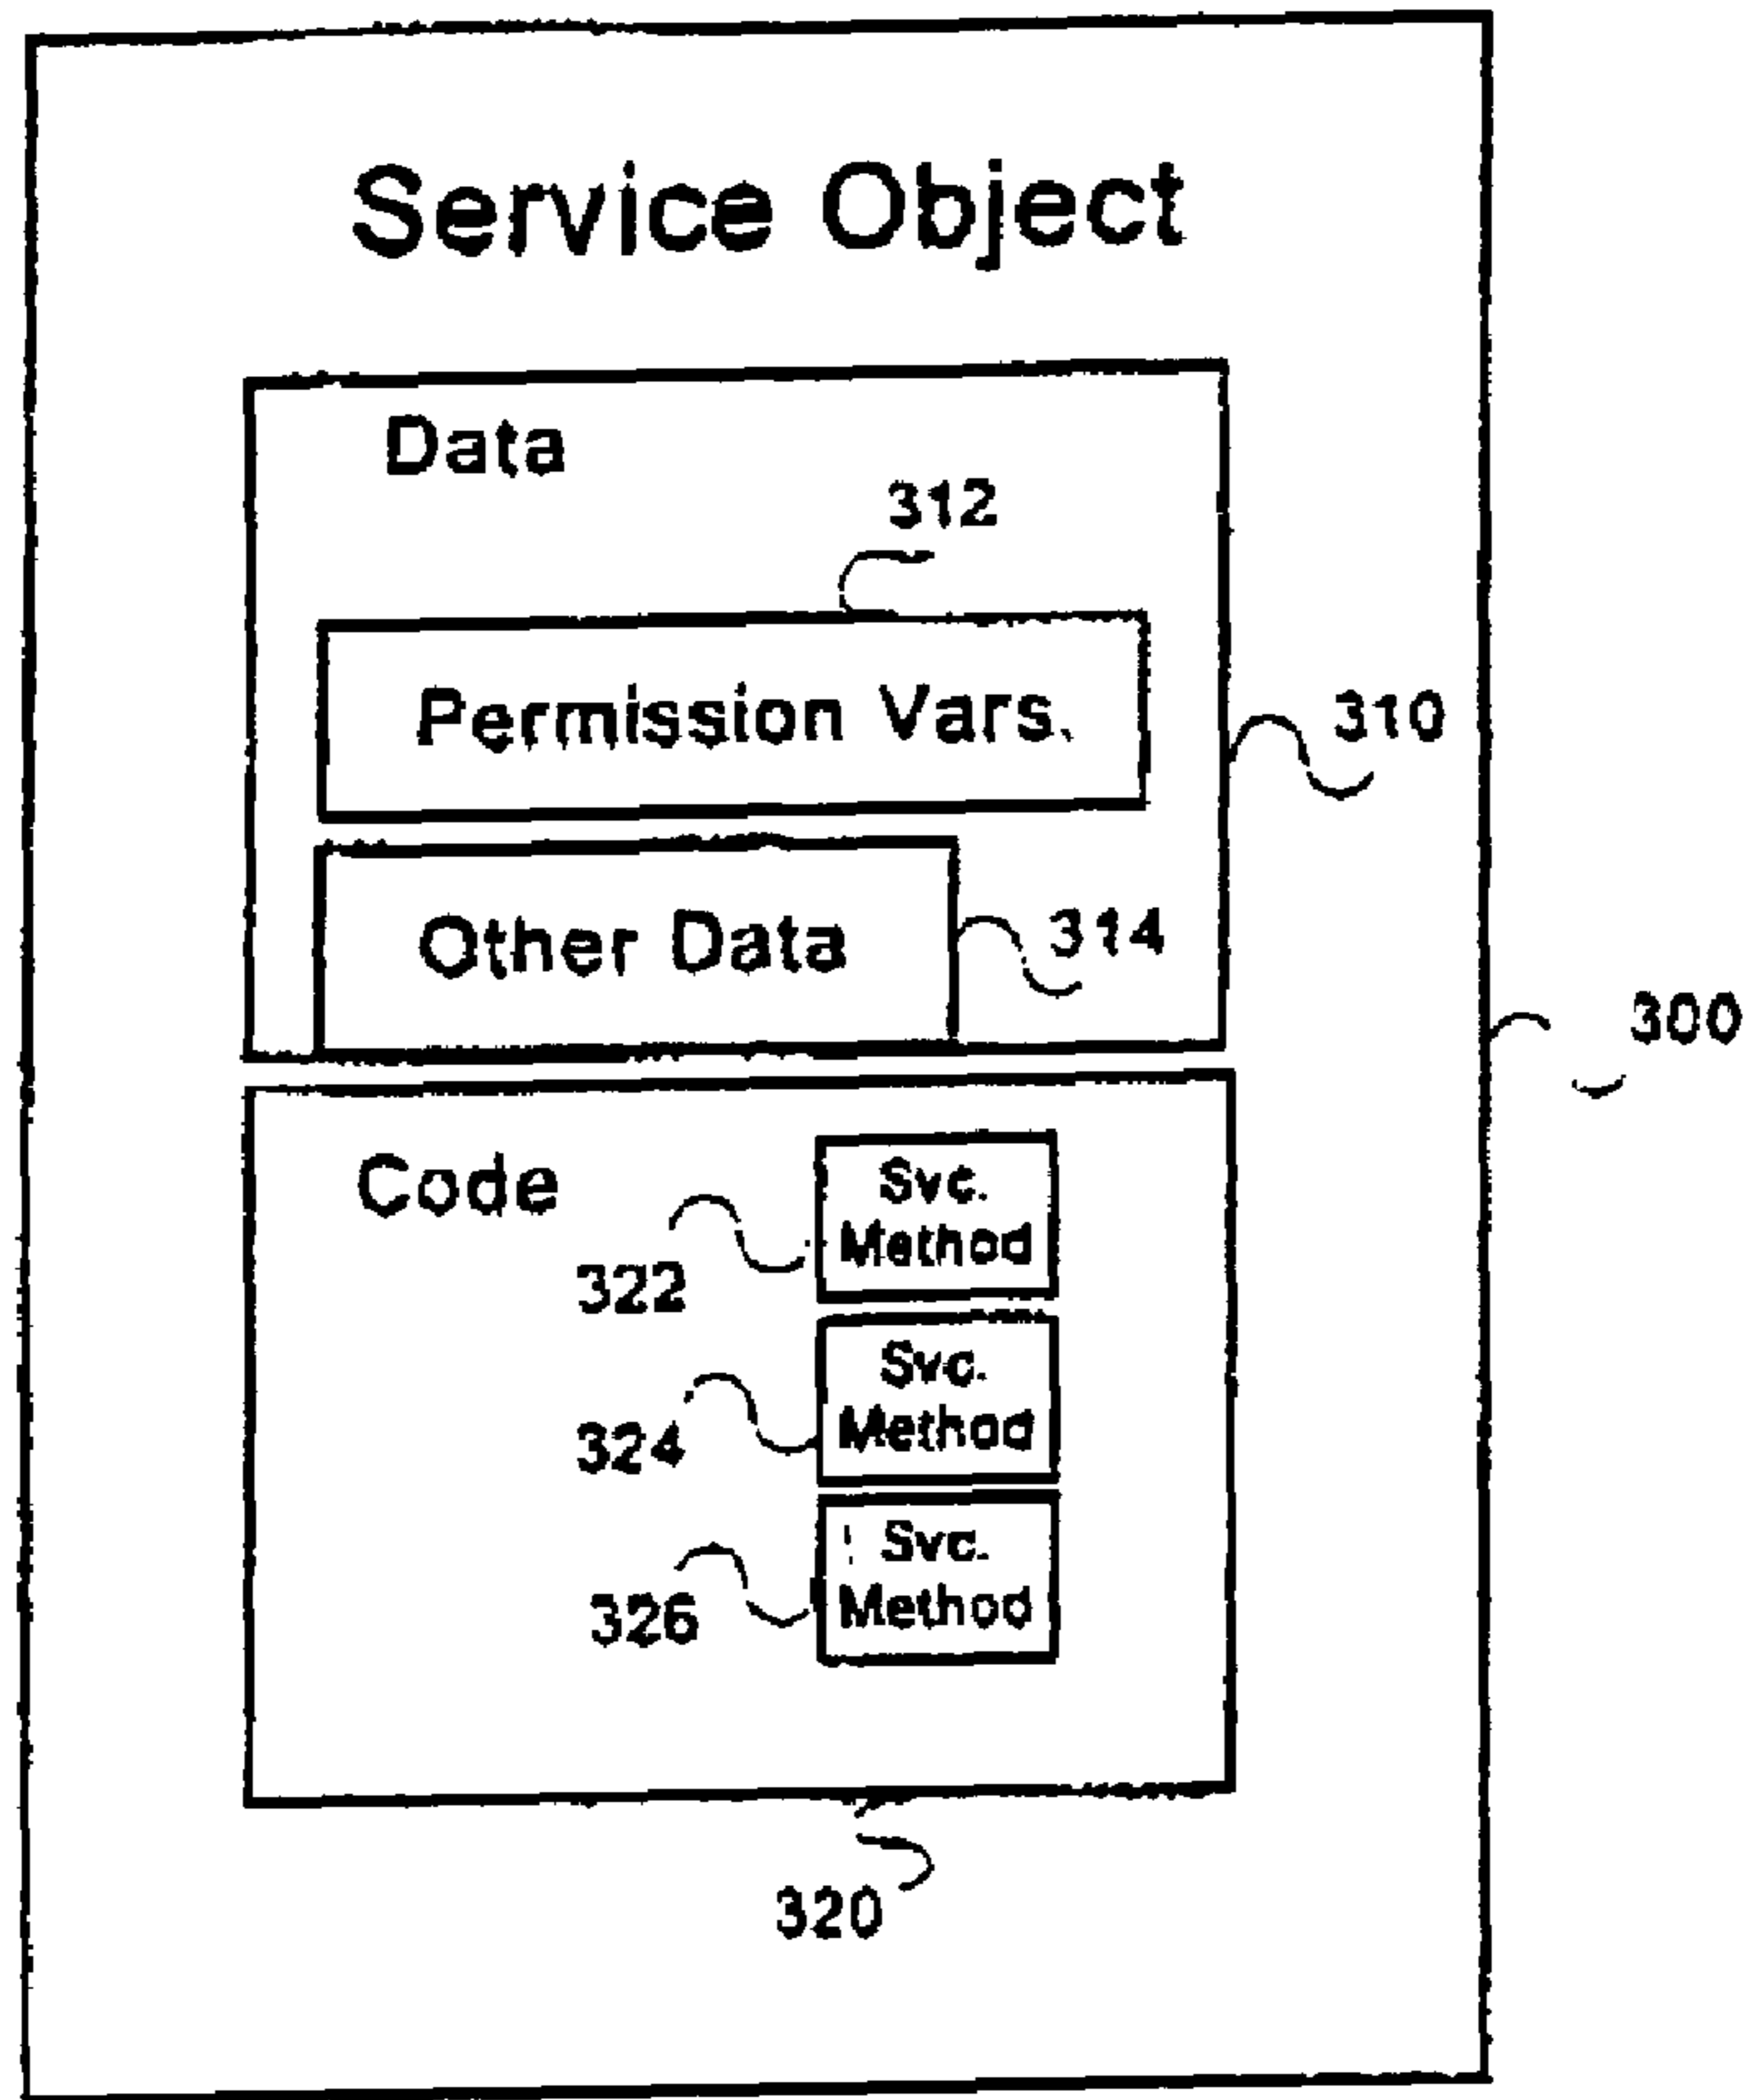 Service Object
Data
312
Permission Vars.
310
Other Data
314
300
Code
Svc.
Method
322
Svc.
Method
324
Svc.
Method
326
320